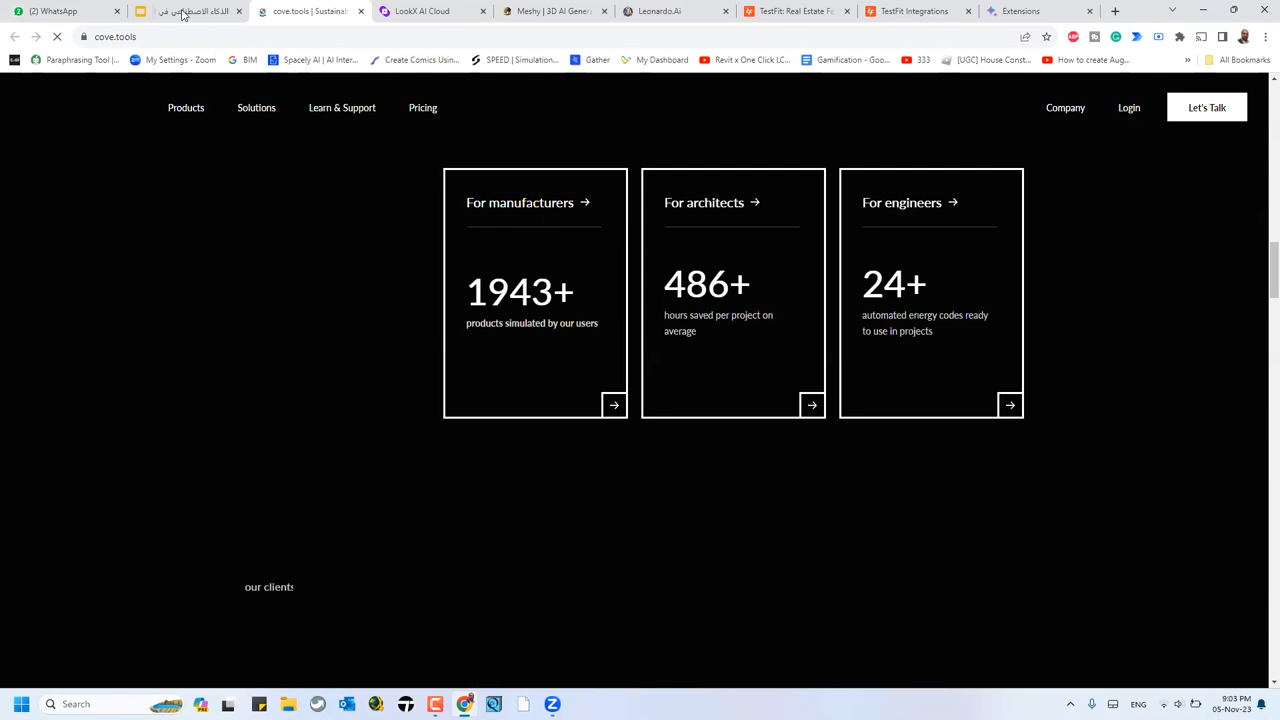 (2) WhatsApp
الذكاء الاصطناعي في ا
cove.tools | Sustainab
LookX AI Cloud
Meshy | 3D AI Genera
Leonardo.Ai
TestFit: Real Estate Fe
TestFit Integrations
Extensions
cove.tools
Paraphrasing Tool |...
My Settings - Zoom
BIM
Spacely AI | AI Inter...
Create Comics Using...
SPEED | Simulation...
Gather
My Dashboard
Revit x One Click LC...
Gamification - Goo...
333
[UGC] House Const...
How to create Aug...
»
All Bookmarks
Products
Solutions
Learn & Support
Pricing
Company
Login
Let's Talk
For manufacturers →
1943+
products simulated by our users
For architects →
486+
hours saved per project on
average
For engineers →
24+
automated energy codes ready
to use in projects
our clients
Search
ENG
9:03 PM
05-Nov-23